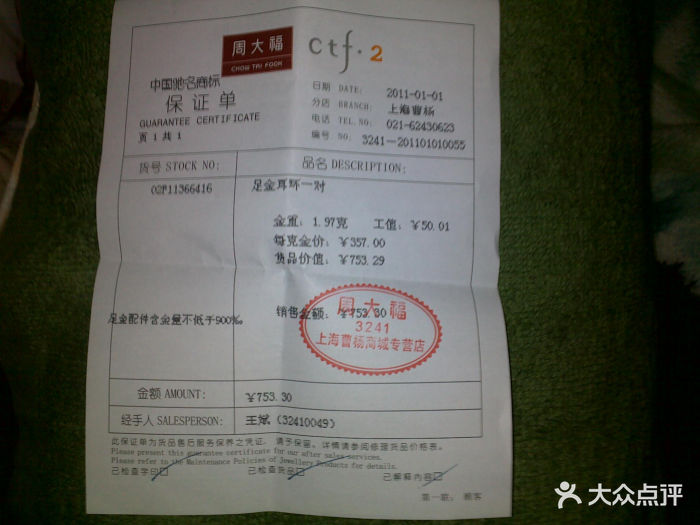 周大福
CHOW TAI FOOK
ctf·2
中国驰名商标
保证单
GUARANTEE CERTIFICATE
页 1 共 1
日期 DATE: 2011-01-01
分店 BRANCH: 上海曹杨
电话 TEL.NO: 021-62430623
编号 NO. 3241-201101010055
货号 STOCK NO: 品名 DESCRIPTION:
02P11366416 足金耳环一对
金重: 1.97克 工值: ¥50.01
每克金价: ¥357.00
货品价值: ¥753.29
足金配件含金量不低于900‰
销售金额: ¥753.30
周大福
3241
上海曹杨商城专营店
金额 AMOUNT: ¥753.30
经手人 SALESPERSON: 王斌 (32410049)
此保证单为货品售后服务保养之凭证, 请予保留。详情请参阅修理货品价格表。
Please present this guarantee certificate for our after sales services.
Please refer to the Maintenance Policies of Jewellery Products for details.
已检查字印 已检查货品 已解释内容
第一联: 顾客
大众点评